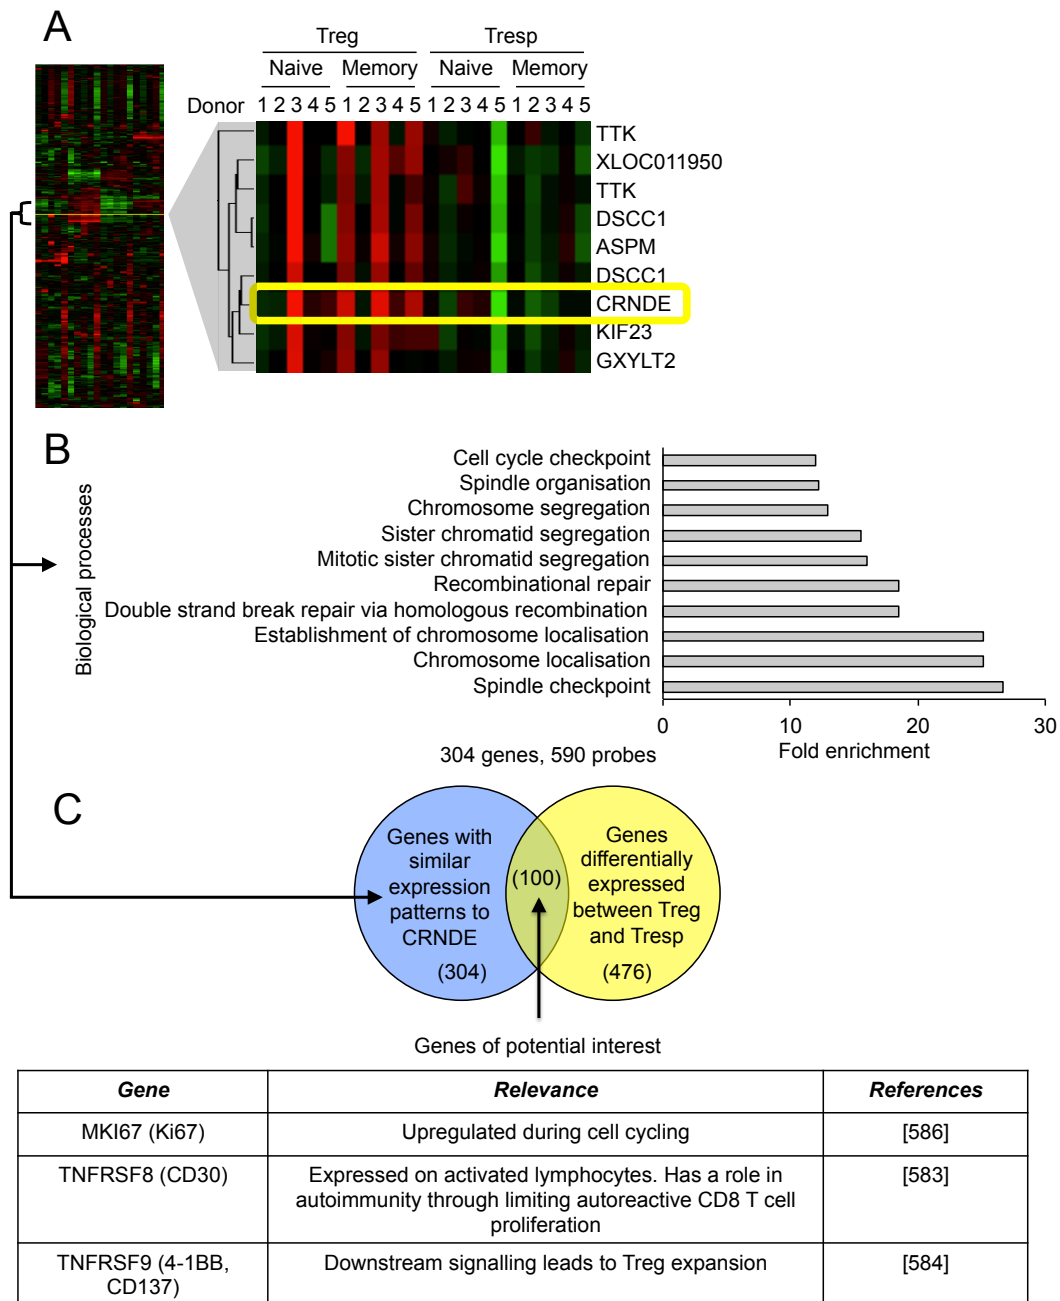 A
Treg Tresp
Naive Memory Naive Memory
Donor 1 2 3 4 5 1 2 3 4 5 1 2 3 4 5 1 2 3 4 5
TTK
XLOC011950
TTK
DSCC1
ASPM
DSCC1
CRNDE
KIF23
GXYLT2
B
Biological processes
Cell cycle checkpoint
Spindle organisation
Chromosome segregation
Sister chromatid segregation
Mitotic sister chromatid segregation
Recombinational repair
Double strand break repair via homologous recombination
Establishment of chromosome localisation
Chromosome localisation
Spindle checkpoint
0 10 20 30
Fold enrichment
304 genes, 590 probes
C
Genes with
similar
expression
patterns to
CRNDE
(304)
(100)
Genes
differentially
expressed
between Treg
and Tresp
(476)
Genes of potential interest
Gene Relevance References
MKI67 (Ki67) Upregulated during cell cycling [586]
TNFRSF8 (CD30) Expressed on activated lymphocytes. Has a role in [583]
autoimmunity through limiting autoreactive CD8 T cell
proliferation
TNFRSF9 (4-1BB, Downstream signalling leads to Treg expansion [584]
CD137)